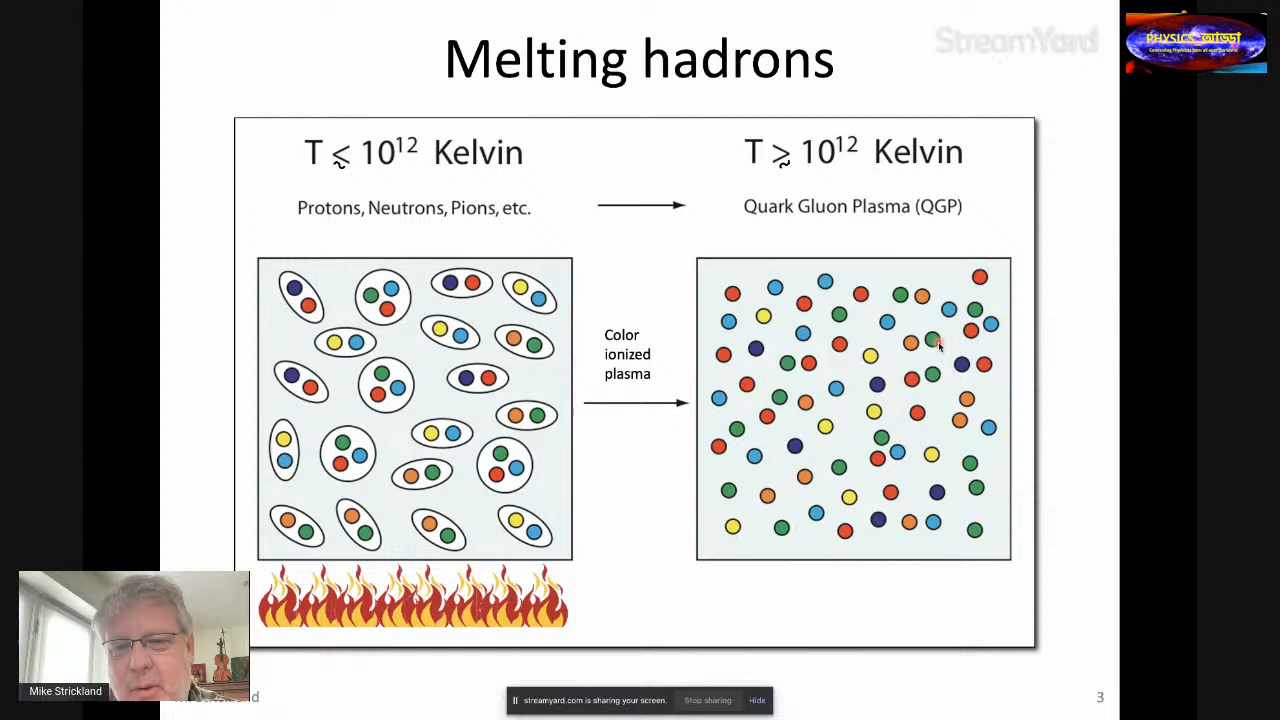 Melting hadrons
StreamYard
PHYSICS_আড্ডা
T ≲ 10¹² Kelvin
T ≳ 10¹² Kelvin
Protons, Neutrons, Pions, etc.
Quark Gluon Plasma (QGP)
Color
ionized
plasma
Mike Strickland
3
streamyard.com is sharing your screen.
Stop sharing
Hide